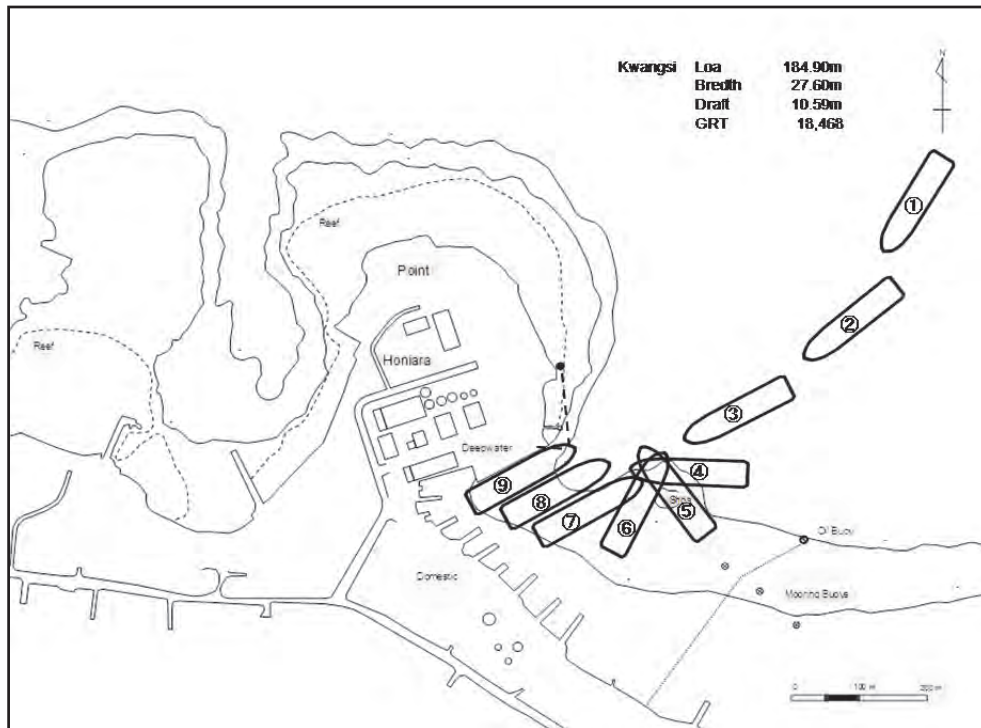 N
Kwangsi Loa 184.90m
Bredth 27.60m
Draft 10.59m
GRT 18,468
①
Reef
Point
②
Reef
Honiara
③
Deepwater
④
⑨
⑧
⑤
⑦
⑥
Oil Buoy
Domestic
Mooring Buoys
0 100 m